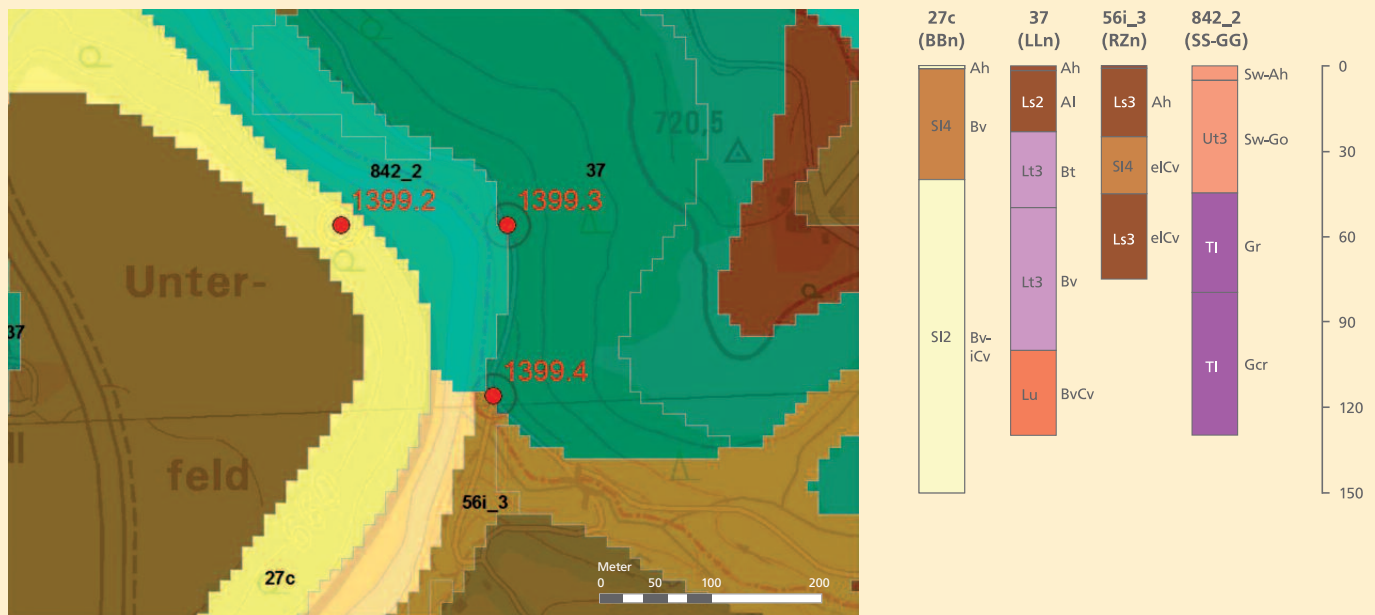 842_2
37
720,5
1399.2
1399.3
Unter-
37
1399.4
feld
56i_3
27c
Meter
0 50 100 200
27c 37 56i_3 842_2
(BBn) (LLn) (RZn) (SS-GG)
Ah
Sl4 Bv
Sl2 Bv-
iCv
Ah
Ls2 Al
Lt3 Bt
Lt3 Bv
Lu BvCv
Ls3 Ah
Sl4 elCv
Ls3 elCv
Sw-Ah
Ut3 Sw-Go
Tl Gr
Tl Gcr
0
30
60
90
120
150